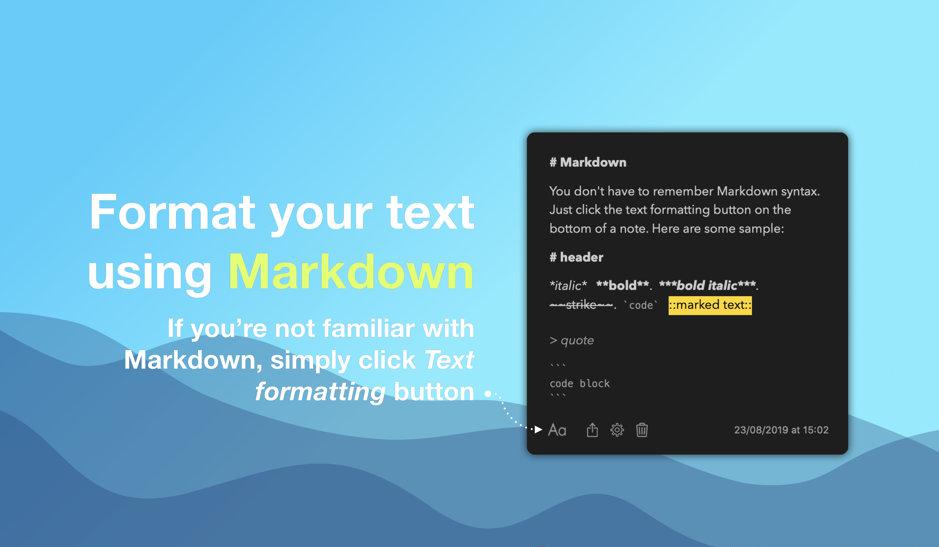 Format your text
using Markdown
If you’re not familiar with
Markdown, simply click Text
formatting button
# Markdown
You don't have to remember Markdown syntax.
Just click the text formatting button on the
bottom of a note. Here are some sample:
# header
*italic* **bold**. ***bold italic***.
~~strike~~. `code` ::marked text::
> quote
```
code block
```
Aa
23/08/2019 at 15:02